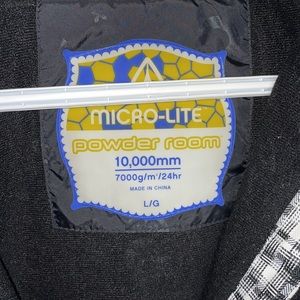 MICRO-LITE
powder room
10,000mm
7000g/m²/24hr
MADE IN CHINA
L/G